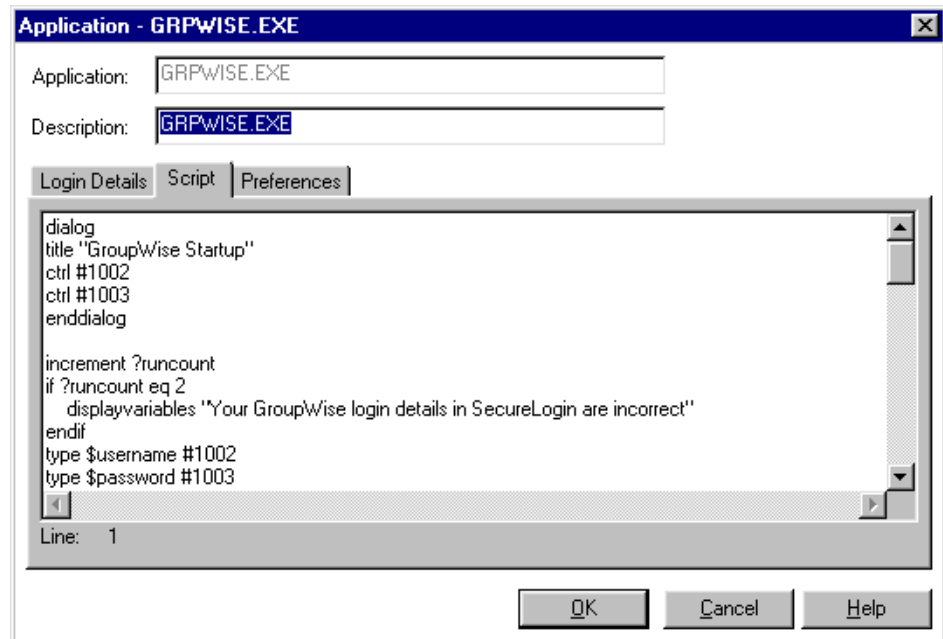 Application - GRPWISE.EXE
Application: GRPWISE.EXE
Description: GRPWISE.EXE
Login Details Script Preferences
dialog
title "GroupWise Startup"
ctrl #1002
ctrl #1003
enddialog
increment ?runcount
if ?runcount eq 2
displayvariables "Your GroupWise login details in SecureLogin are incorrect"
endif
type $username #1002
type $password #1003
Line: 1
OK Cancel Help